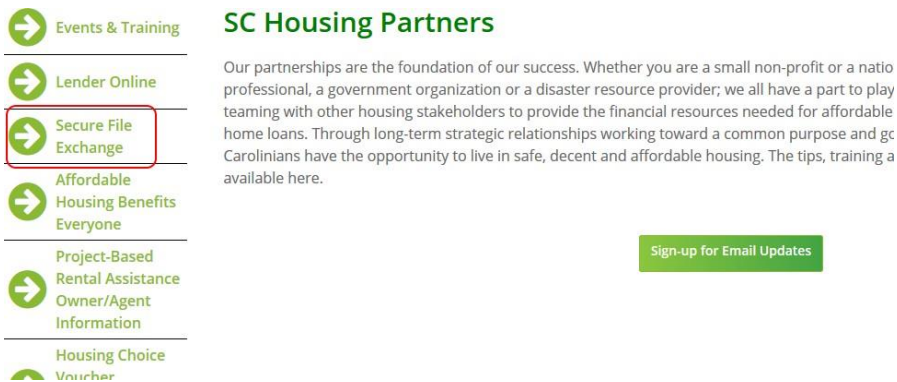 Events & Training
Lender Online
Secure File
Exchange
Affordable
Housing Benefits
Everyone
Project-Based
Rental Assistance
Owner/Agent
Information
Housing Choice
Voucher
SC Housing Partners
Our partnerships are the foundation of our success. Whether you are a small non-profit or a natio
professional, a government organization or a disaster resource provider; we all have a part to play
teaming with other housing stakeholders to provide the financial resources needed for affordable
home loans. Through long-term strategic relationships working toward a common purpose and go
Carolinians have the opportunity to live in safe, decent and affordable housing. The tips, training a
available here.
Sign-up for Email Updates